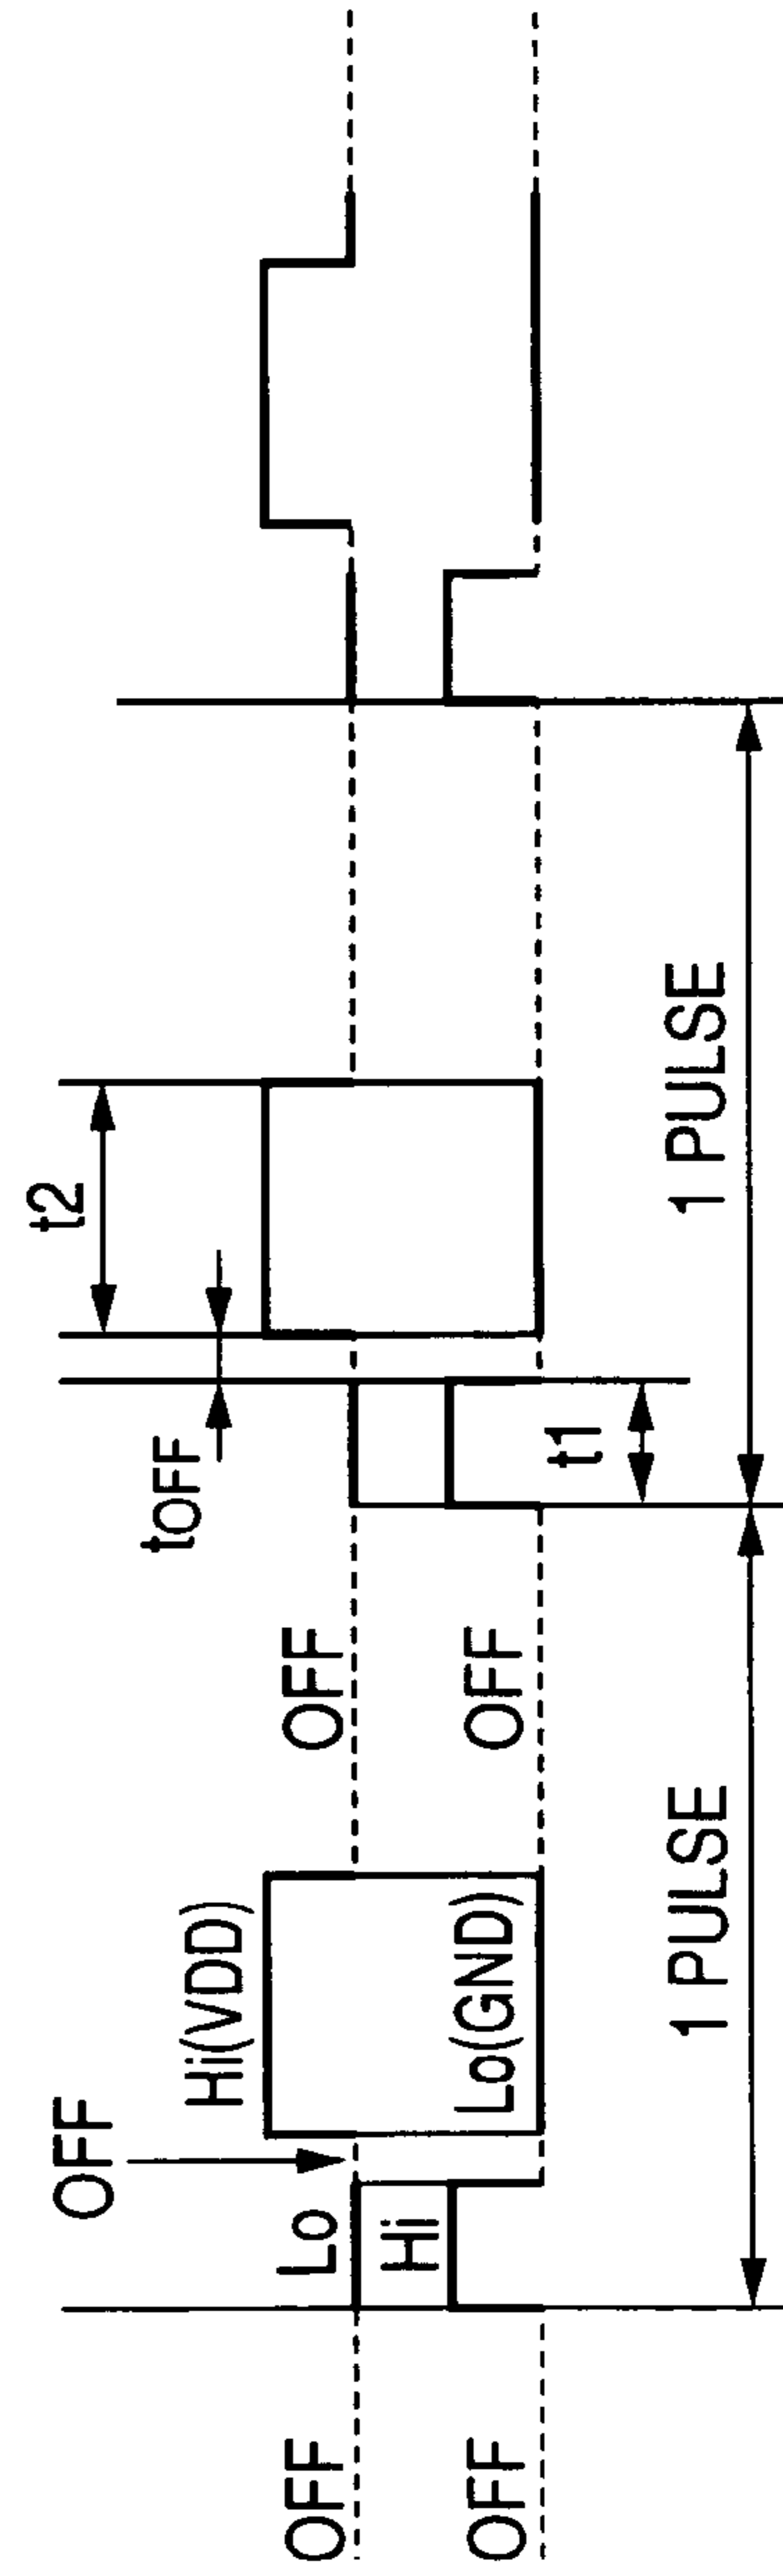 OFF
t2
tOFF
Hi(VDD)
OFF
Lo
OFF
Hi
Lo(GND)
OFF
OFF
t1
1 PULSE
1 PULSE